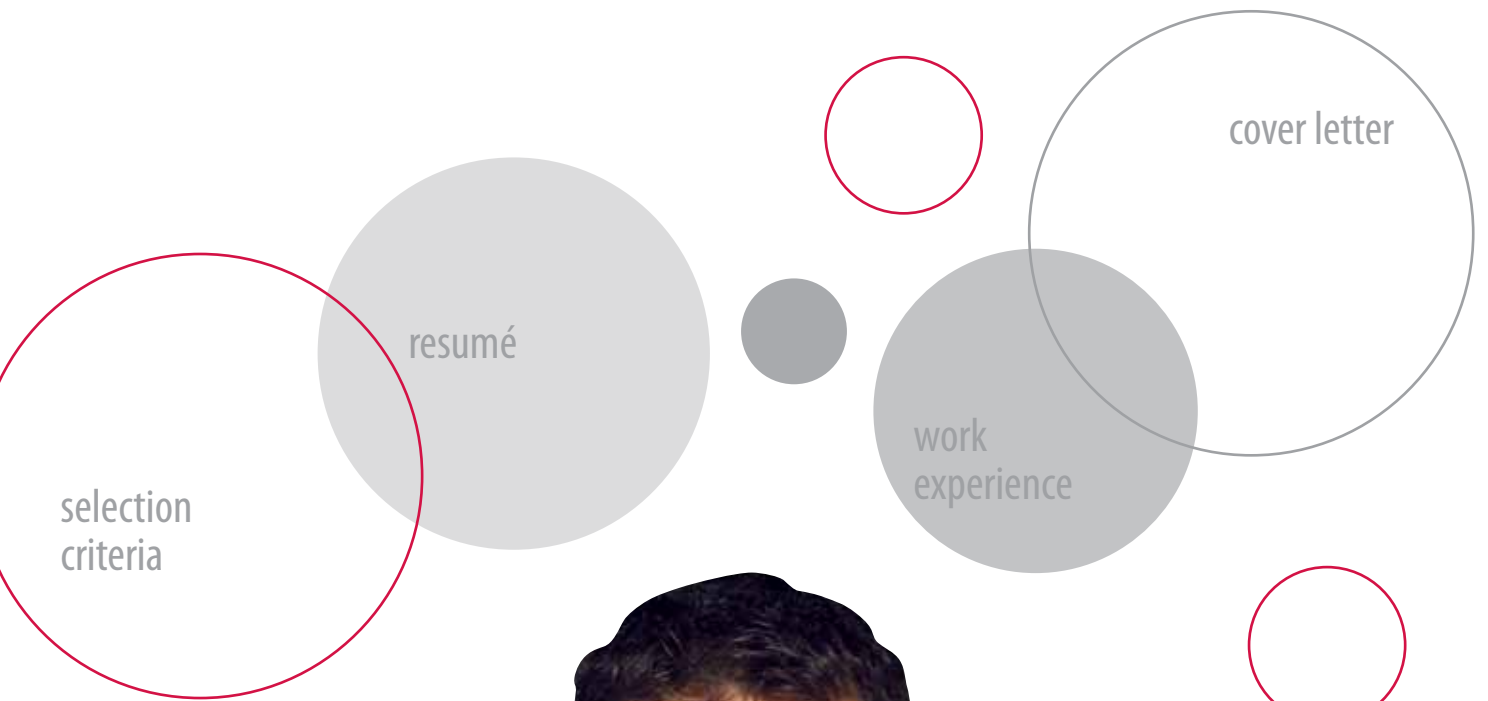 cover letter
resumé
work
experience
selection
criteria